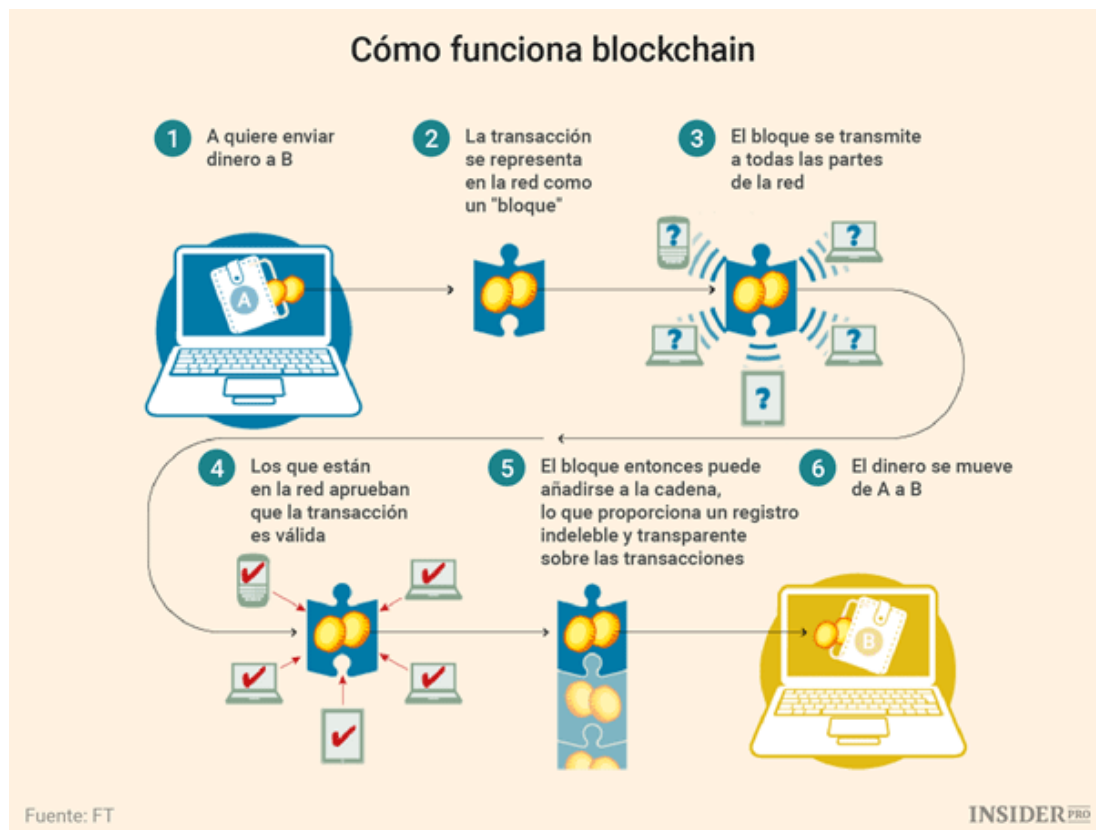 Cómo funciona blockchain
1
A quiere enviar
dinero a B
2
La transacción
se representa
en la red como
un "bloque"
3
El bloque se transmite
a todas las partes
de la red
A
?
?
?
?
?
4
Los que están
en la red aprueban
que la transacción
es válida
5
El bloque entonces puede
añadirse a la cadena,
lo que proporciona un registro
indeleble y transparente
sobre las transacciones
6
El dinero se mueve
de A a B
B
Fuente: FT
INSIDER PRO